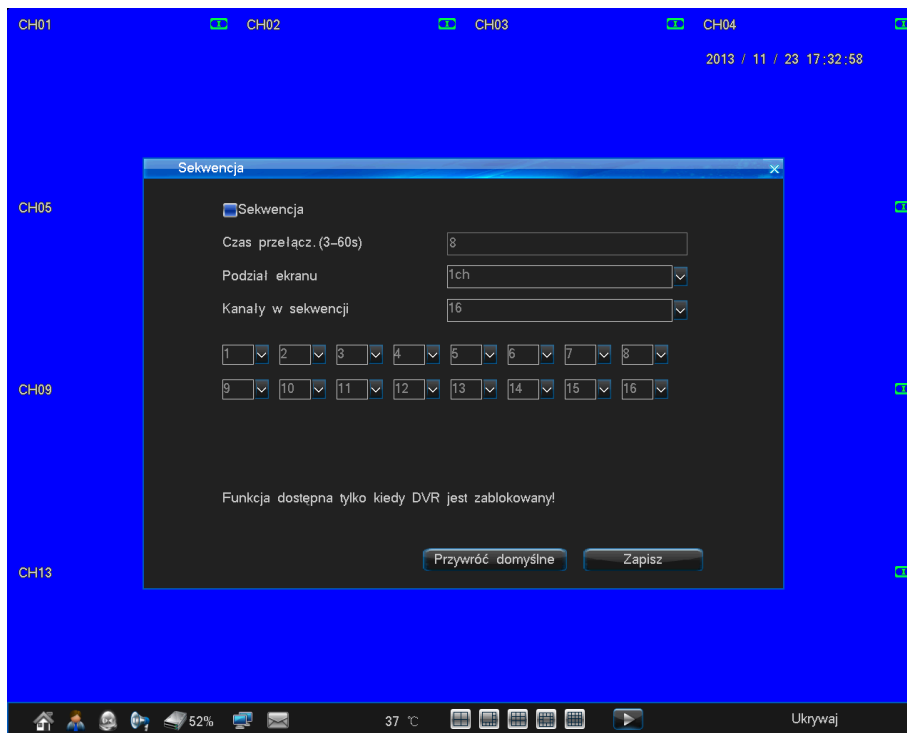 CH01 CH02 CH03 CH04
2013 / 11 / 23 17:32:58
Sekwencja
CH05
Sekwencja
Czas przełącz.(3-60s) 8
Podział ekranu 1ch
Kanały w sekwencji 16
1 2 3 4 5 6 7 8
CH09
9 10 11 12 13 14 15 16
Funkcja dostępna tylko kiedy DVR jest zablokowany!
Przywróć domyślne Zapisz
CH13
52% 37 °C Ukrywaj